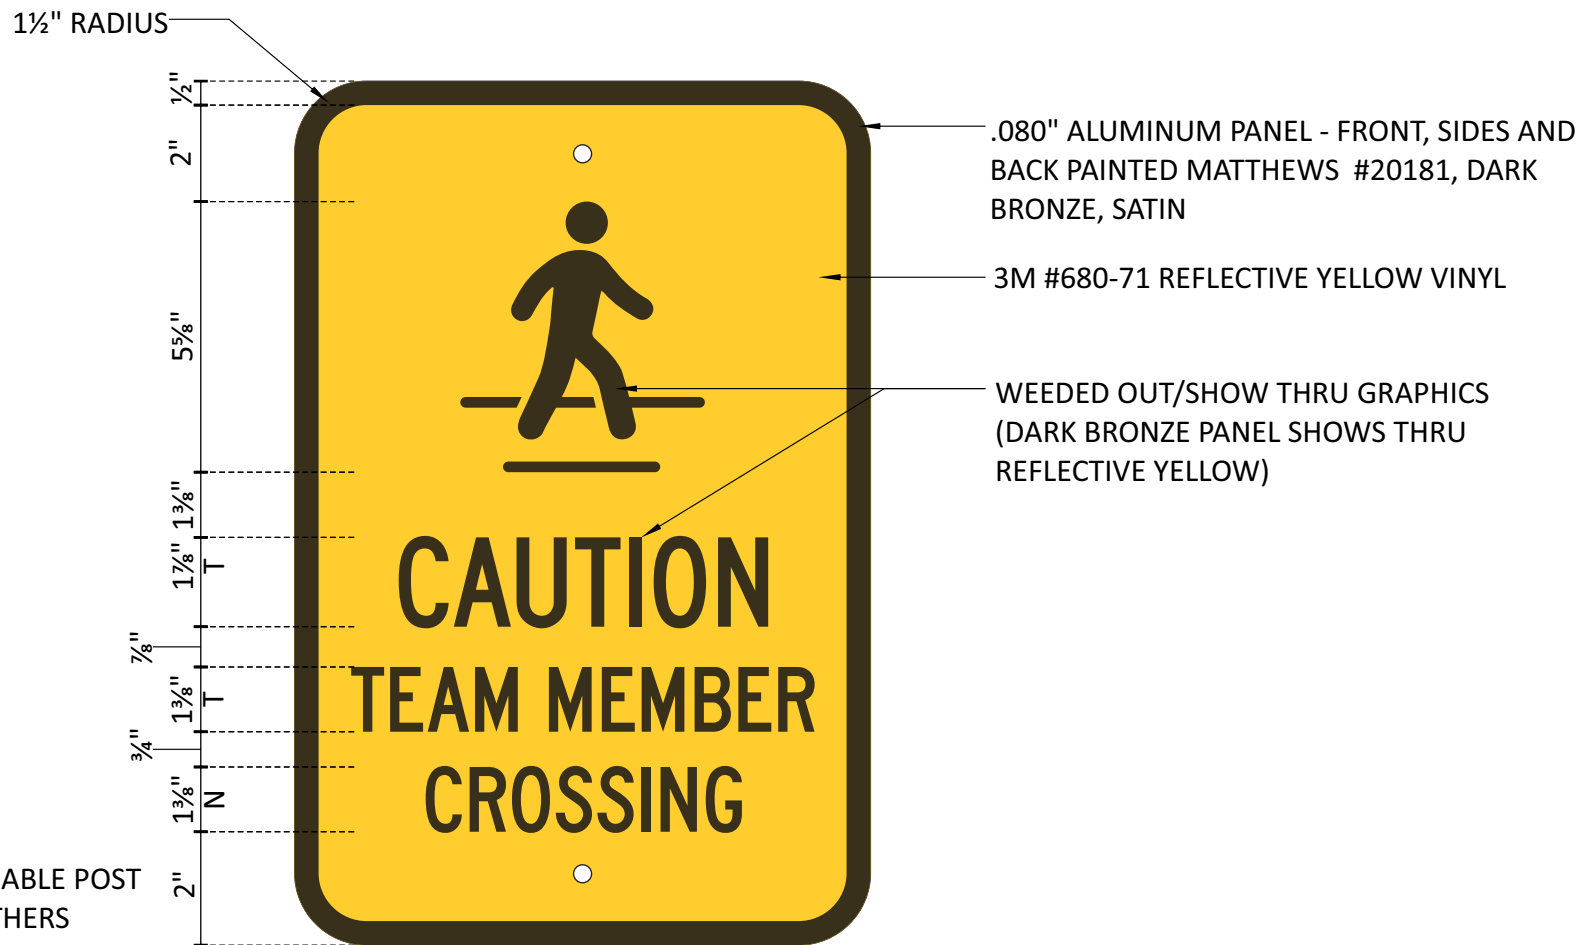 1½" RADIUS
½"
2"
5⅝"
1⅜"
1⅞"
T
⅞"
1⅜"
T
¾"
1⅜"
N
2"
.080" ALUMINUM PANEL - FRONT, SIDES AND
BACK PAINTED MATTHEWS #20181, DARK
BRONZE, SATIN
3M #680-71 REFLECTIVE YELLOW VINYL
WEEDED OUT/SHOW THRU GRAPHICS
(DARK BRONZE PANEL SHOWS THRU
REFLECTIVE YELLOW)
CAUTION
TEAM MEMBER
CROSSING
ABLE POST
THERS